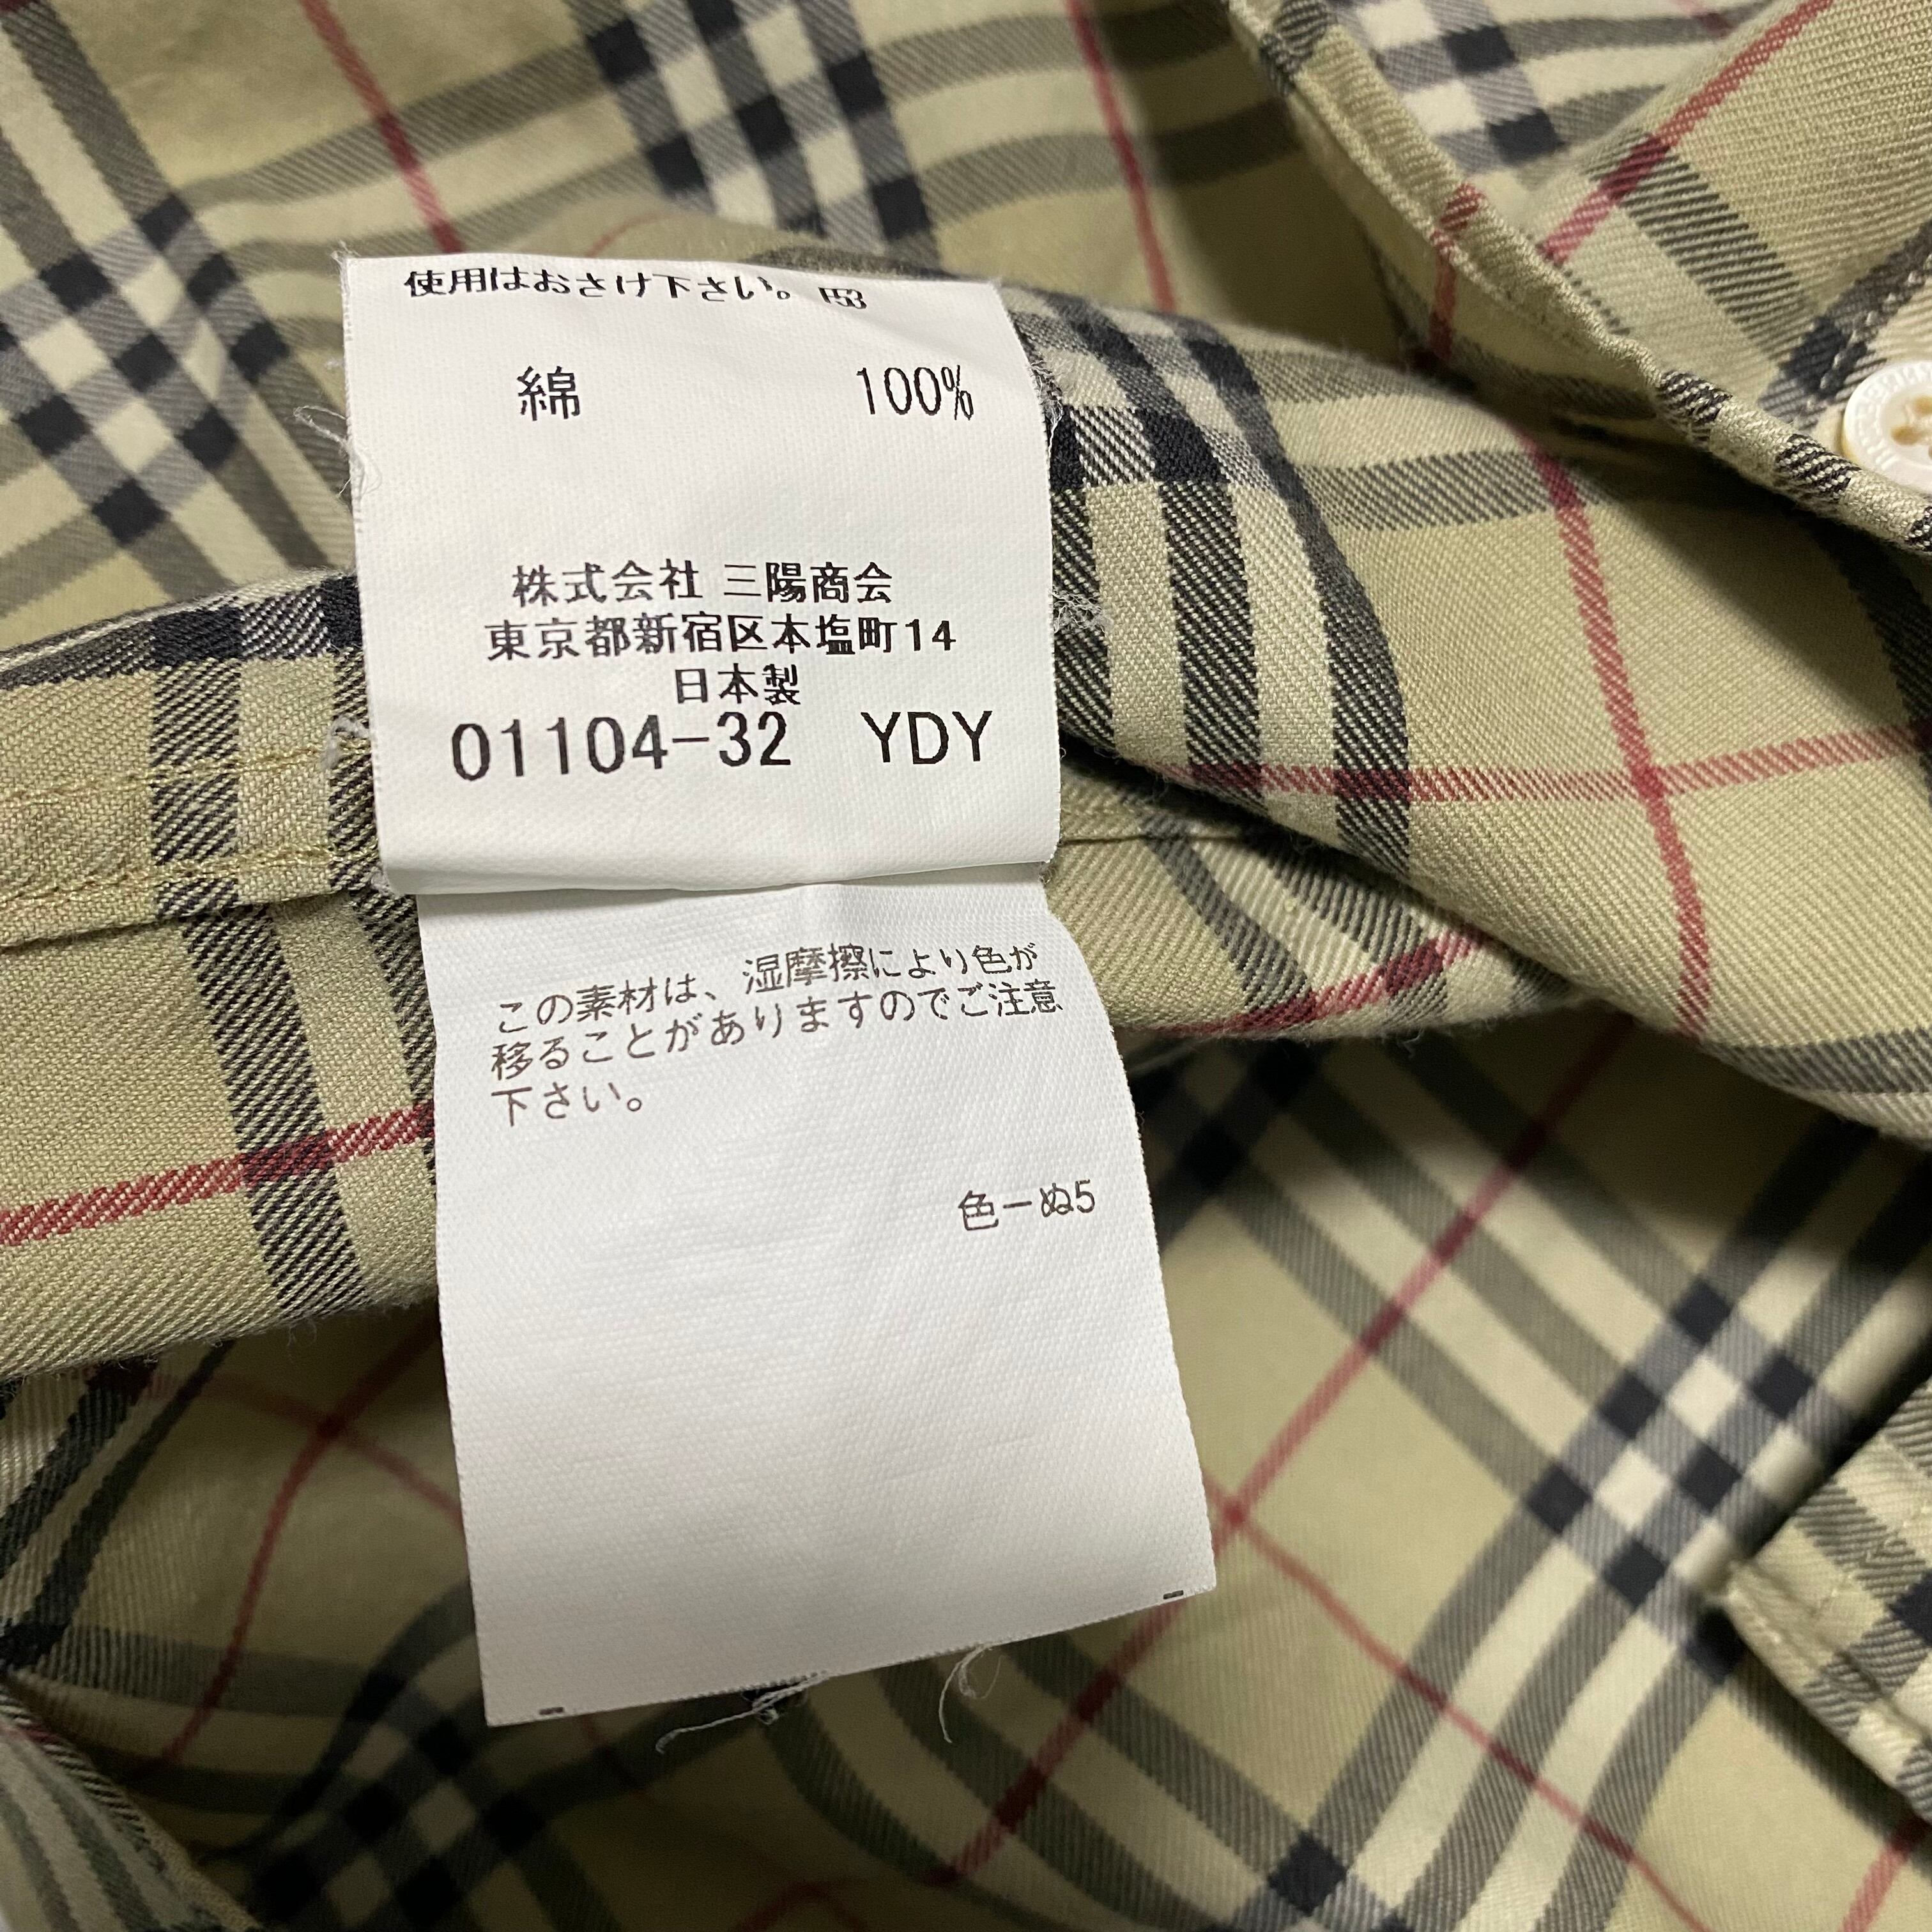 使用はおさけ下さい。F53
綿 100%
株式会社 三陽商会
東京都新宿区本塩町14
日本製
01104-32 YDY
この素材は、湿摩擦により色が
移ることがありますのでご注意
下さい。
色ーぬ5